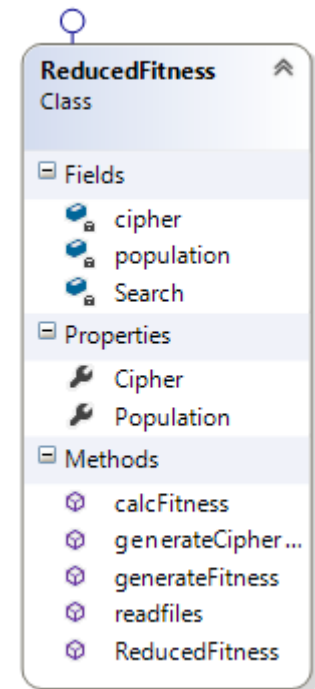 ReducedFitness
Class
Fields
cipher
population
Search
Properties
Cipher
Population
Methods
calcFitness
generateCipher...
generateFitness
readfiles
ReducedFitness